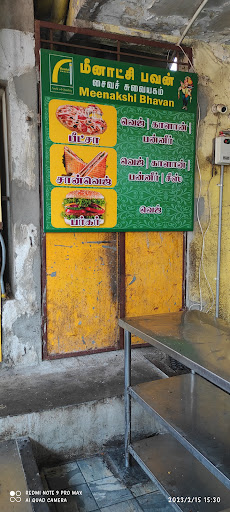 மீனாட்சி பவன்
சைவச் சுவையகம்
Meenakshi Bhavan
பீட்சா
வெஜ் | காளான்
பன்னீர்
சான்வெஜ்
வெஜ் | காளான்
பன்னீர் | சீஸ்
பர்கர்
வெஜ்
REDMI NOTE 9 PRO MAX
AI QUAD CAMERA
2023/2/15 15:30